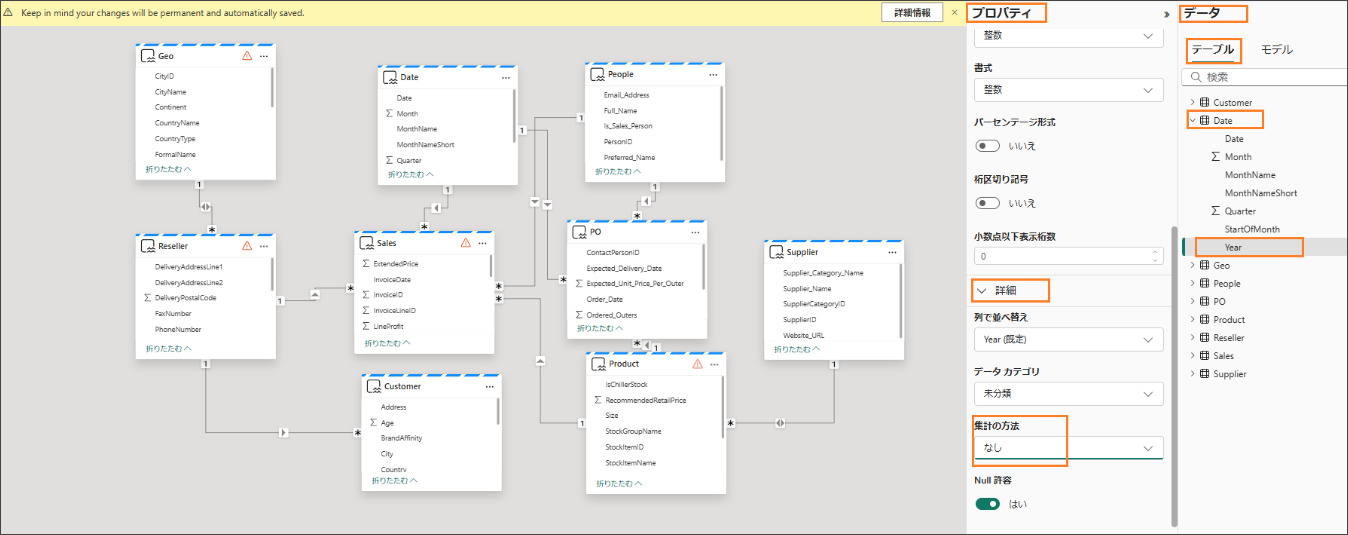 Keep in mind your changes will be permanent and automatically saved.
詳細情報
Geo
CityID
CityName
Continent
CountryName
CountryType
FormalName
折りたたむ
Date
Date
Month
MonthName
MonthNameShort
Quarter
折りたたむ
People
Email_Address
Full_Name
Is_Sales_Person
PersonID
Preferred_Name
折りたたむ
1
1
1
1
1
*
*
*
Reseller
DeliveryAddressLine1
DeliveryAddressLine2
DeliveryPostalCode
FaxNumber
PhoneNumber
折りたたむ
1
*
Sales
ExtendedPrice
InvoiceDate
InvoiceID
InvoiceLineID
LineProfit
折りたたむ
*
*
*
PO
ContactPersonID
Expected_Delivery_Date
Expected_Unit_Price_Per_Outer
Order_Date
Ordered_Outers
折りたたむ
*
1
Supplier
Supplier_Category_Name
Supplier_Name
SupplierCategoryID
SupplierID
Website_URL
折りたたむ
1
1
Customer
Address
Age
BrandAffinity
City
Country
折りたたむ
*
Product
IsChillerStock
RecommendedRetailPrice
Size
StockGroupName
StockItemID
StockItemName
折りたたむ
1
*
プロパティ
整数
書式
整数
パーセンテージ形式
いいえ
桁区切り記号
いいえ
小数点以下表示桁数
0
詳細
列で並べ替え
Year (既定)
データ カテゴリ
未分類
集計の方法
なし
Null 許容
はい
データ
テーブル
モデル
検索
Customer
Date
Date
Month
MonthName
MonthNameShort
Quarter
StartOfMonth
Year
Geo
People
PO
Product
Reseller
Sales
Supplier